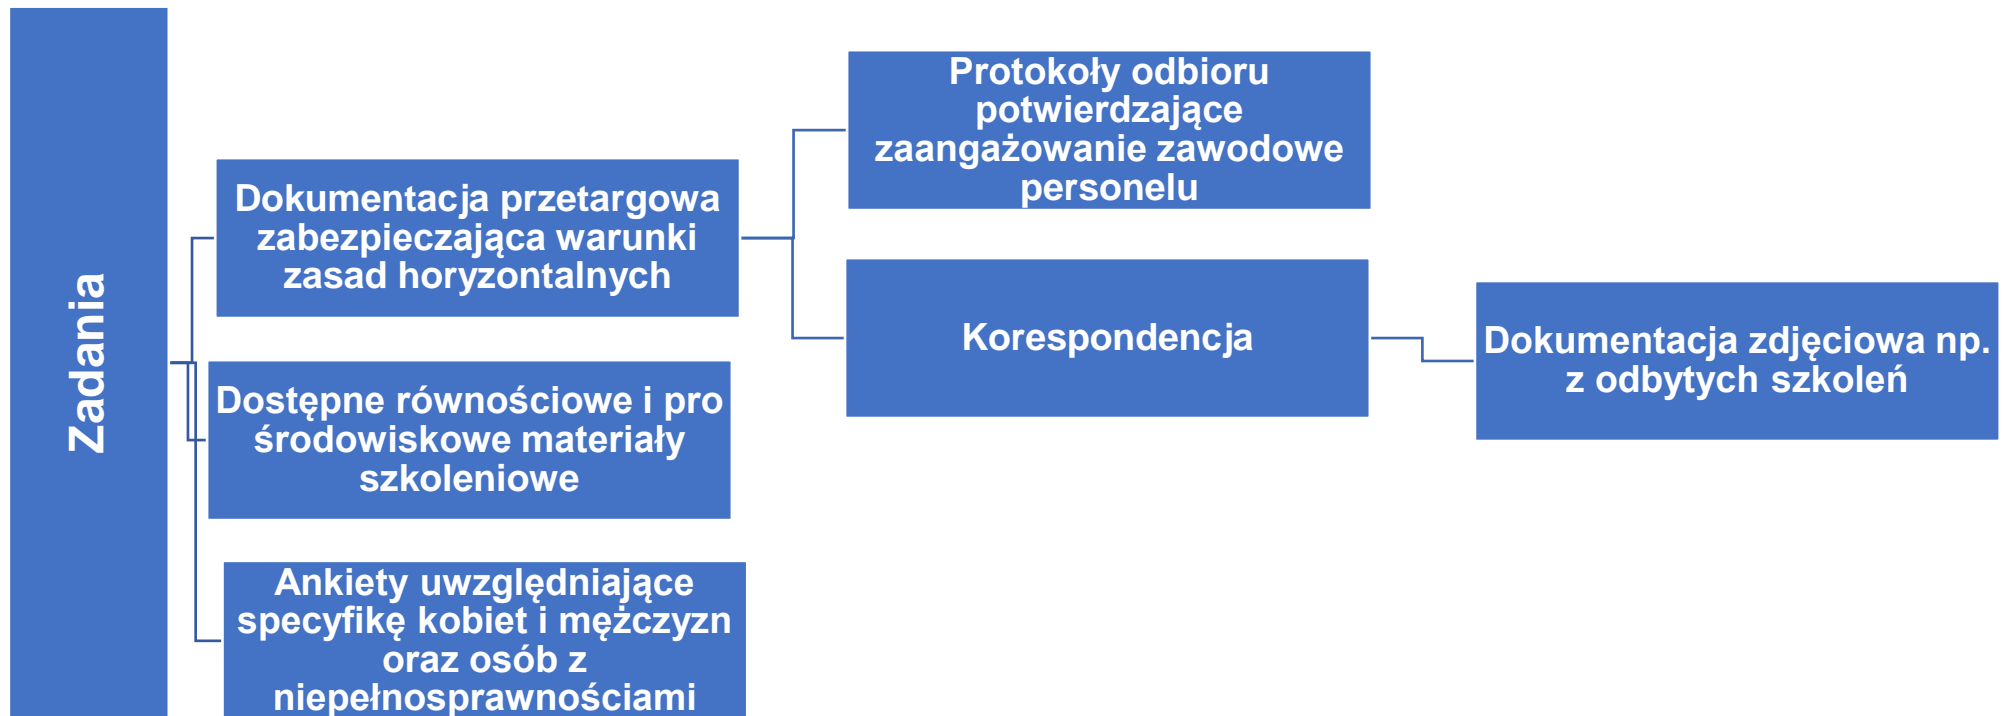 Zadania
Dokumentacja przetargowa
zabezpieczająca warunki
zasad horyzontalnych
Dostępne równościowe i pro
środowiskowe materiały
szkoleniowe
Ankiety uwzględniające
specyfikę kobiet i mężczyzn
oraz osób z
niepełnosprawnościami
Protokoły odbioru
potwierdzające
zaangażowanie zawodowe
personelu
Korespondencja
Dokumentacja zdjęciowa np.
z odbytych szkoleń